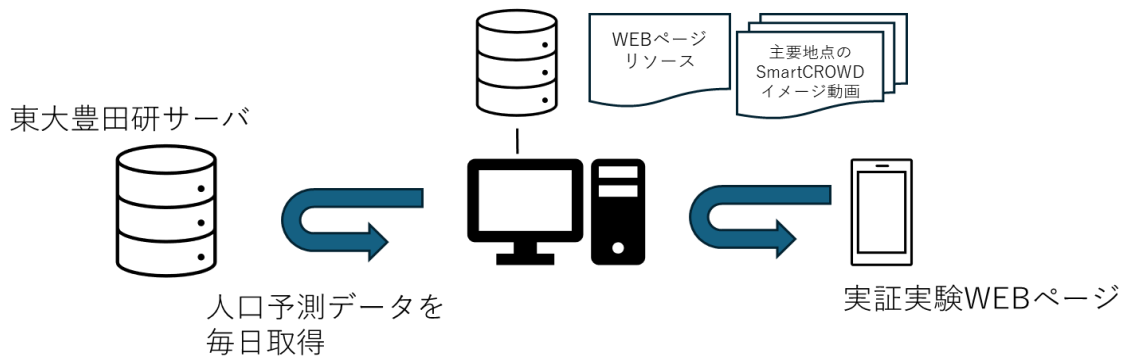 WEBページ
リソース
主要地点の
SmartCROWD
イメージ動画
東大豊田研サーバ
人口予測データを
毎日取得
実証実験WEBページ